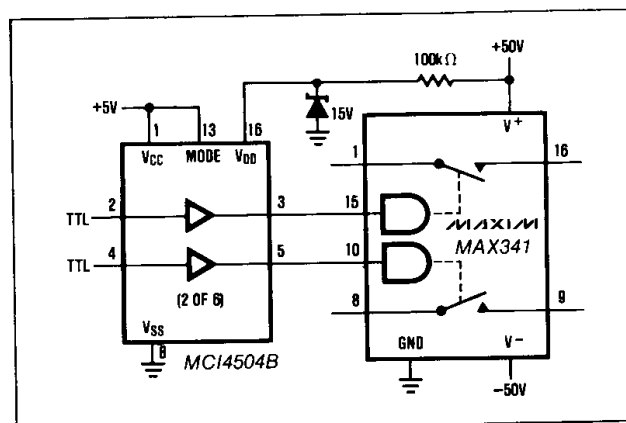 +50V
100kΩ
+5V
15V
1
13
16
V+
VCC
MODE
VDD
1
16
2
3
15
TTL
MAXIM
MAX341
4
5
10
TTL
(2 OF 6)
8
9
VSS
GND
V−
8
MCI4504B
−50V